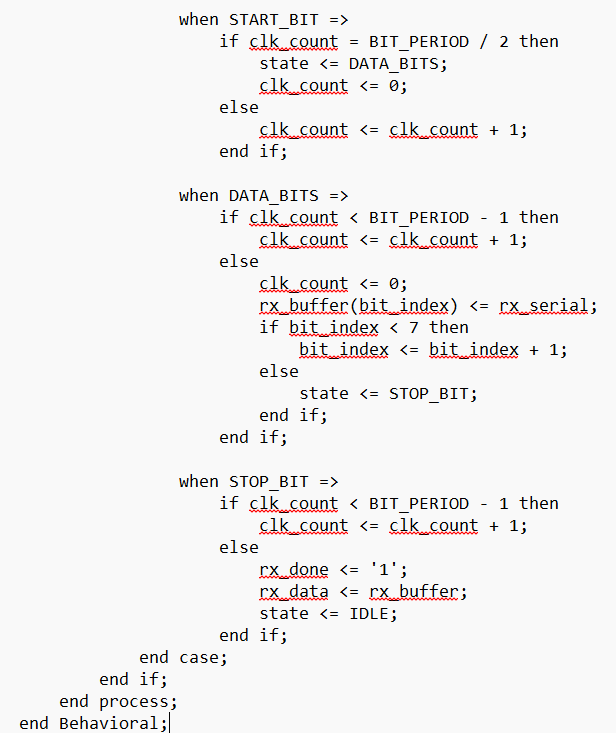 when START_BIT =>
if clk_count = BIT_PERIOD / 2 then
state <= DATA_BITS;
clk_count <= 0;
else
clk_count <= clk_count + 1;
end if;
when DATA_BITS =>
if clk_count < BIT_PERIOD - 1 then
clk_count <= clk_count + 1;
else
clk_count <= 0;
rx_buffer(bit_index) <= rx_serial;
if bit_index < 7 then
bit_index <= bit_index + 1;
else
state <= STOP_BIT;
end if;
end if;
when STOP_BIT =>
if clk_count < BIT_PERIOD - 1 then
clk_count <= clk_count + 1;
else
rx_done <= '1';
rx_data <= rx_buffer;
state <= IDLE;
end if;
end case;
end if;
end process;
end Behavioral;